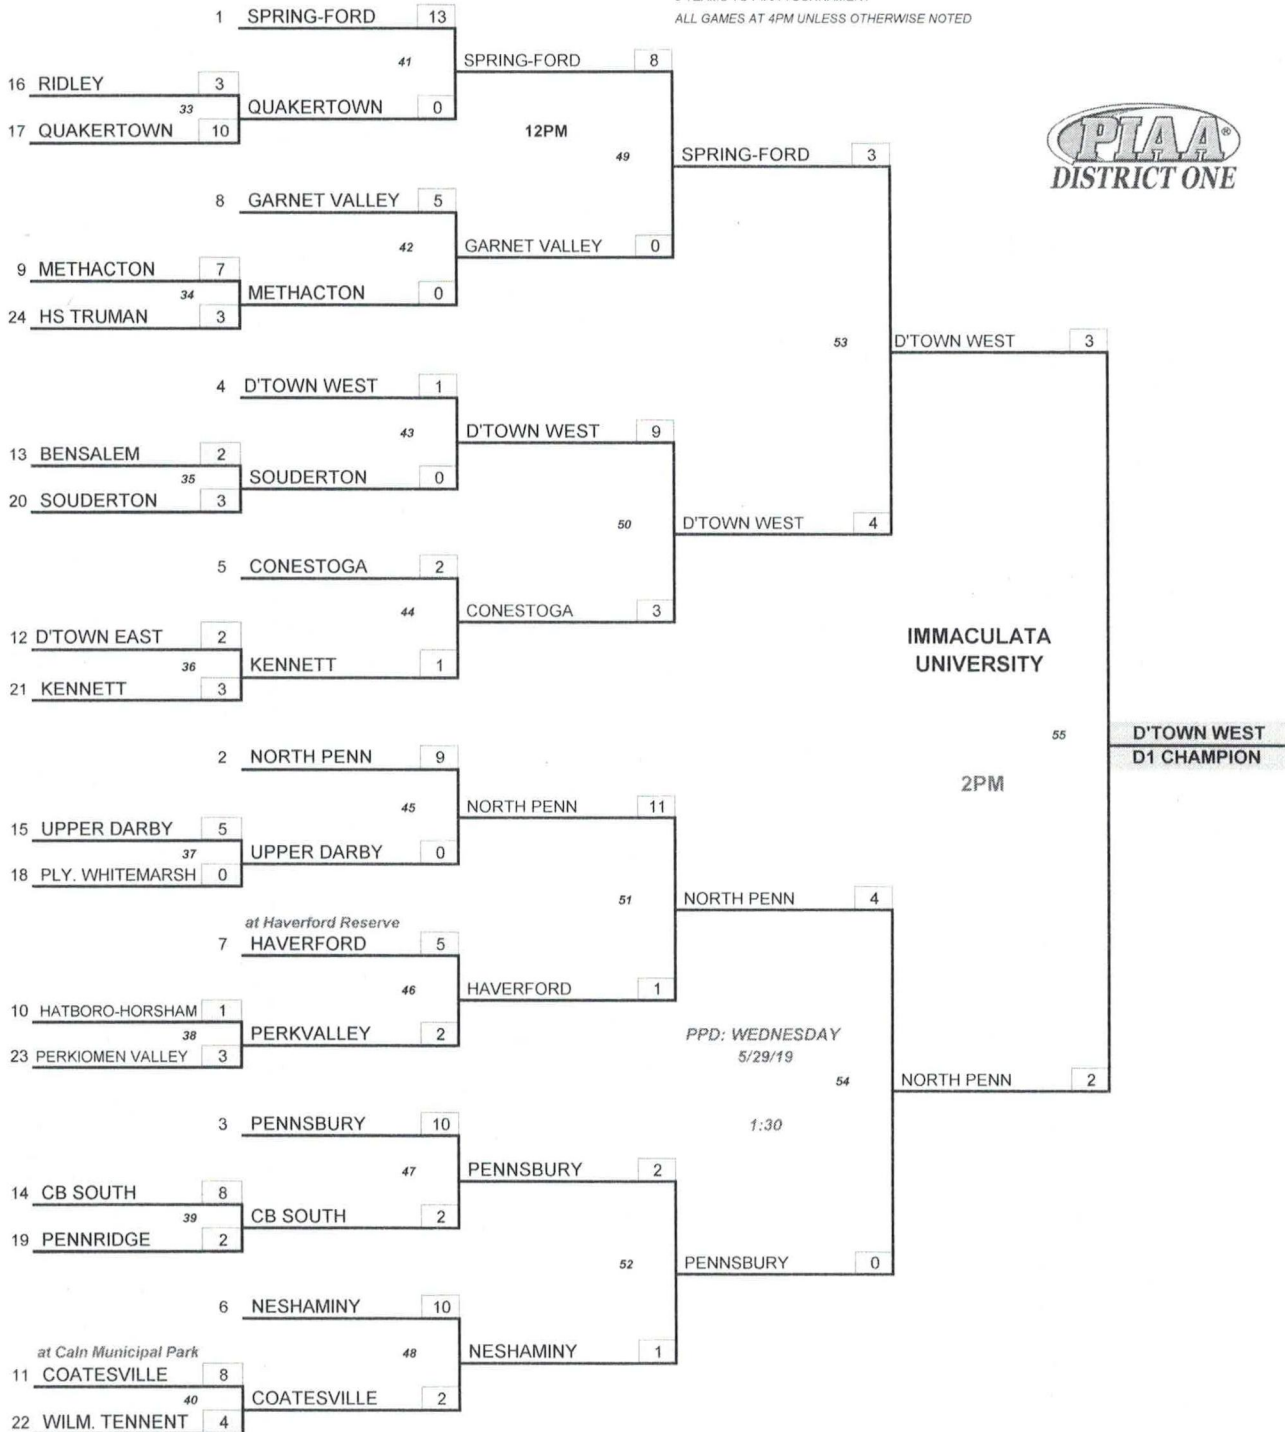 ALL GAMES AT 4PM UNLESS OTHERWISE NOTED
1 SPRING-FORD 13
41
SPRING-FORD 8
16 RIDLEY 3
33
QUAKERTOWN 0
17 QUAKERTOWN 10
12PM
49
SPRING-FORD 3
PIAA®
DISTRICT ONE
8 GARNET VALLEY 5
42
GARNET VALLEY 0
9 METHACTON 7
34
METHACTON 0
24 HS TRUMAN 3
53
D'TOWN WEST 3
4 D'TOWN WEST 1
43
D'TOWN WEST 9
13 BENSALEM 2
35
SOUDERTON 0
20 SOUDERTON 3
50
D'TOWN WEST 4
5 CONESTOGA 2
44
CONESTOGA 3
12 D'TOWN EAST 2
36
KENNETT 1
21 KENNETT 3
IMMACULATA
UNIVERSITY
55
D'TOWN WEST
D1 CHAMPION
2PM
2 NORTH PENN 9
45
NORTH PENN 11
15 UPPER DARBY 5
37
UPPER DARBY 0
18 PLY. WHITEMARSH 0
51
NORTH PENN 4
at Haverford Reserve
7 HAVERFORD 5
46
HAVERFORD 1
10 HATBORO-HORSHAM 1
38
PERKVALLEY 2
23 PERKIOMEN VALLEY 3
PPD: WEDNESDAY
5/29/19
54
NORTH PENN 2
1:30
3 PENNSBURY 10
47
PENNSBURY 2
14 CB SOUTH 8
39
CB SOUTH 2
19 PENNRIDGE 2
52
PENNSBURY 0
6 NESHAMINY 10
48
NESHAMINY 1
at Caln Municipal Park
11 COATESVILLE 8
40
COATESVILLE 2
22 WILM. TENNENT 4